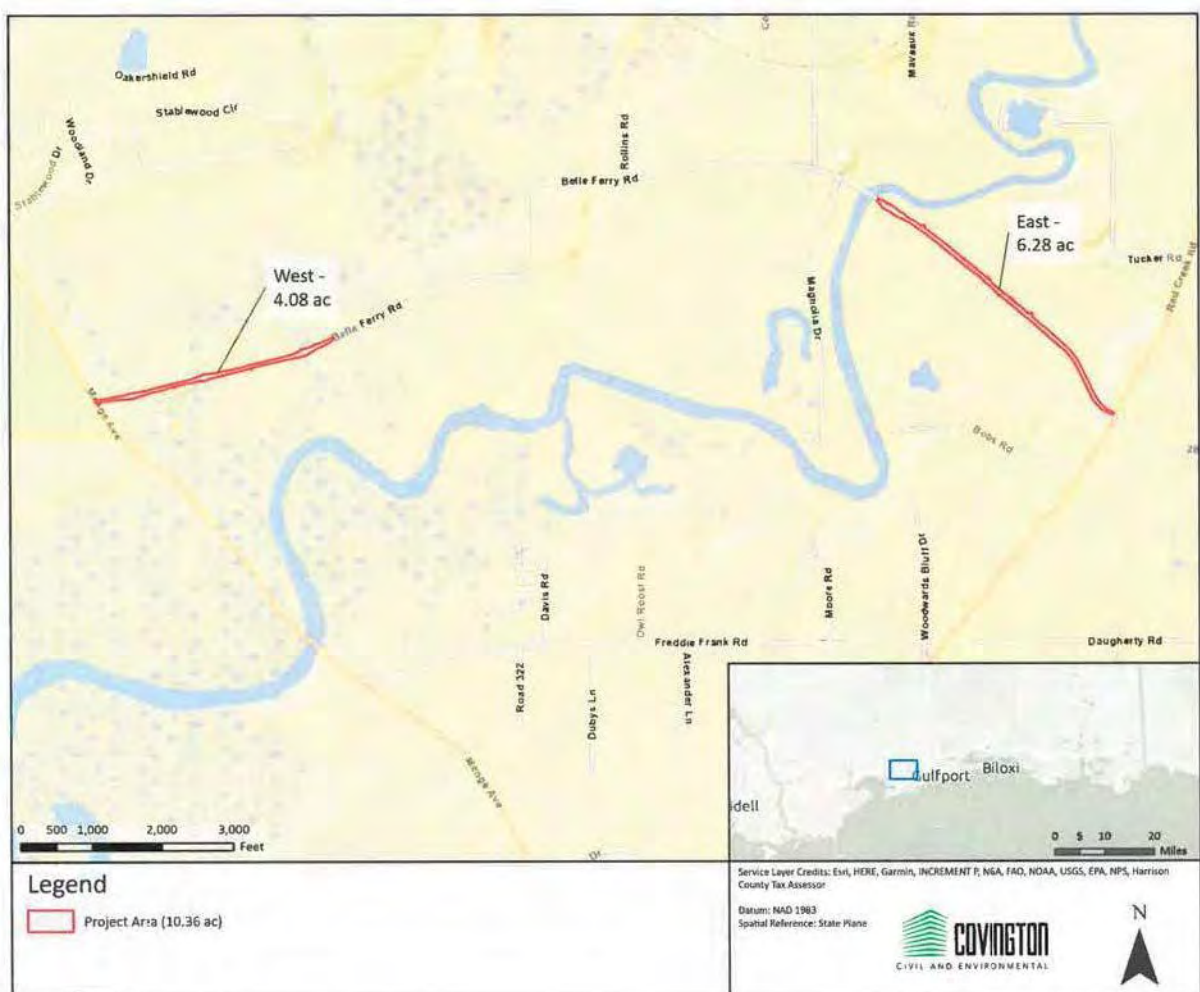 Oakershield Rd
Stablewood Cir
Woodland Dr
Stablewood Dr
Rollins Rd
Belle Ferry Rd
Maveaux Rd
East -
6.28 ac
Tucker Rd
Red Creek Rd
West -
4.08 ac
Belle Ferry Rd
Magnolia Dr
Menge Ave
Bobs Rd
28
Davis Rd
Owl Roost Rd
Moore Rd
Woodwards Bluff Dr
Freddie Frank Rd
Daugherty Rd
Road 322
Dubys Ln
Alexander Ln
Menge Ave
Dr
0 500 1,000 2,000 3,000
Feet
Gulfport
Biloxi
idell
0 5 10 20
Miles
Legend
Project Area (10.36 ac)
Service Layer Credits: Esri, HERE, Garmin, INCREMENT P, NGA, FAO, NOAA, USGS, EPA, NPS, Harrison
County Tax Assessor
Datum: NAD 1983
Spatial Reference: State Plane
COVINGTON
CIVIL AND ENVIRONMENTAL
N